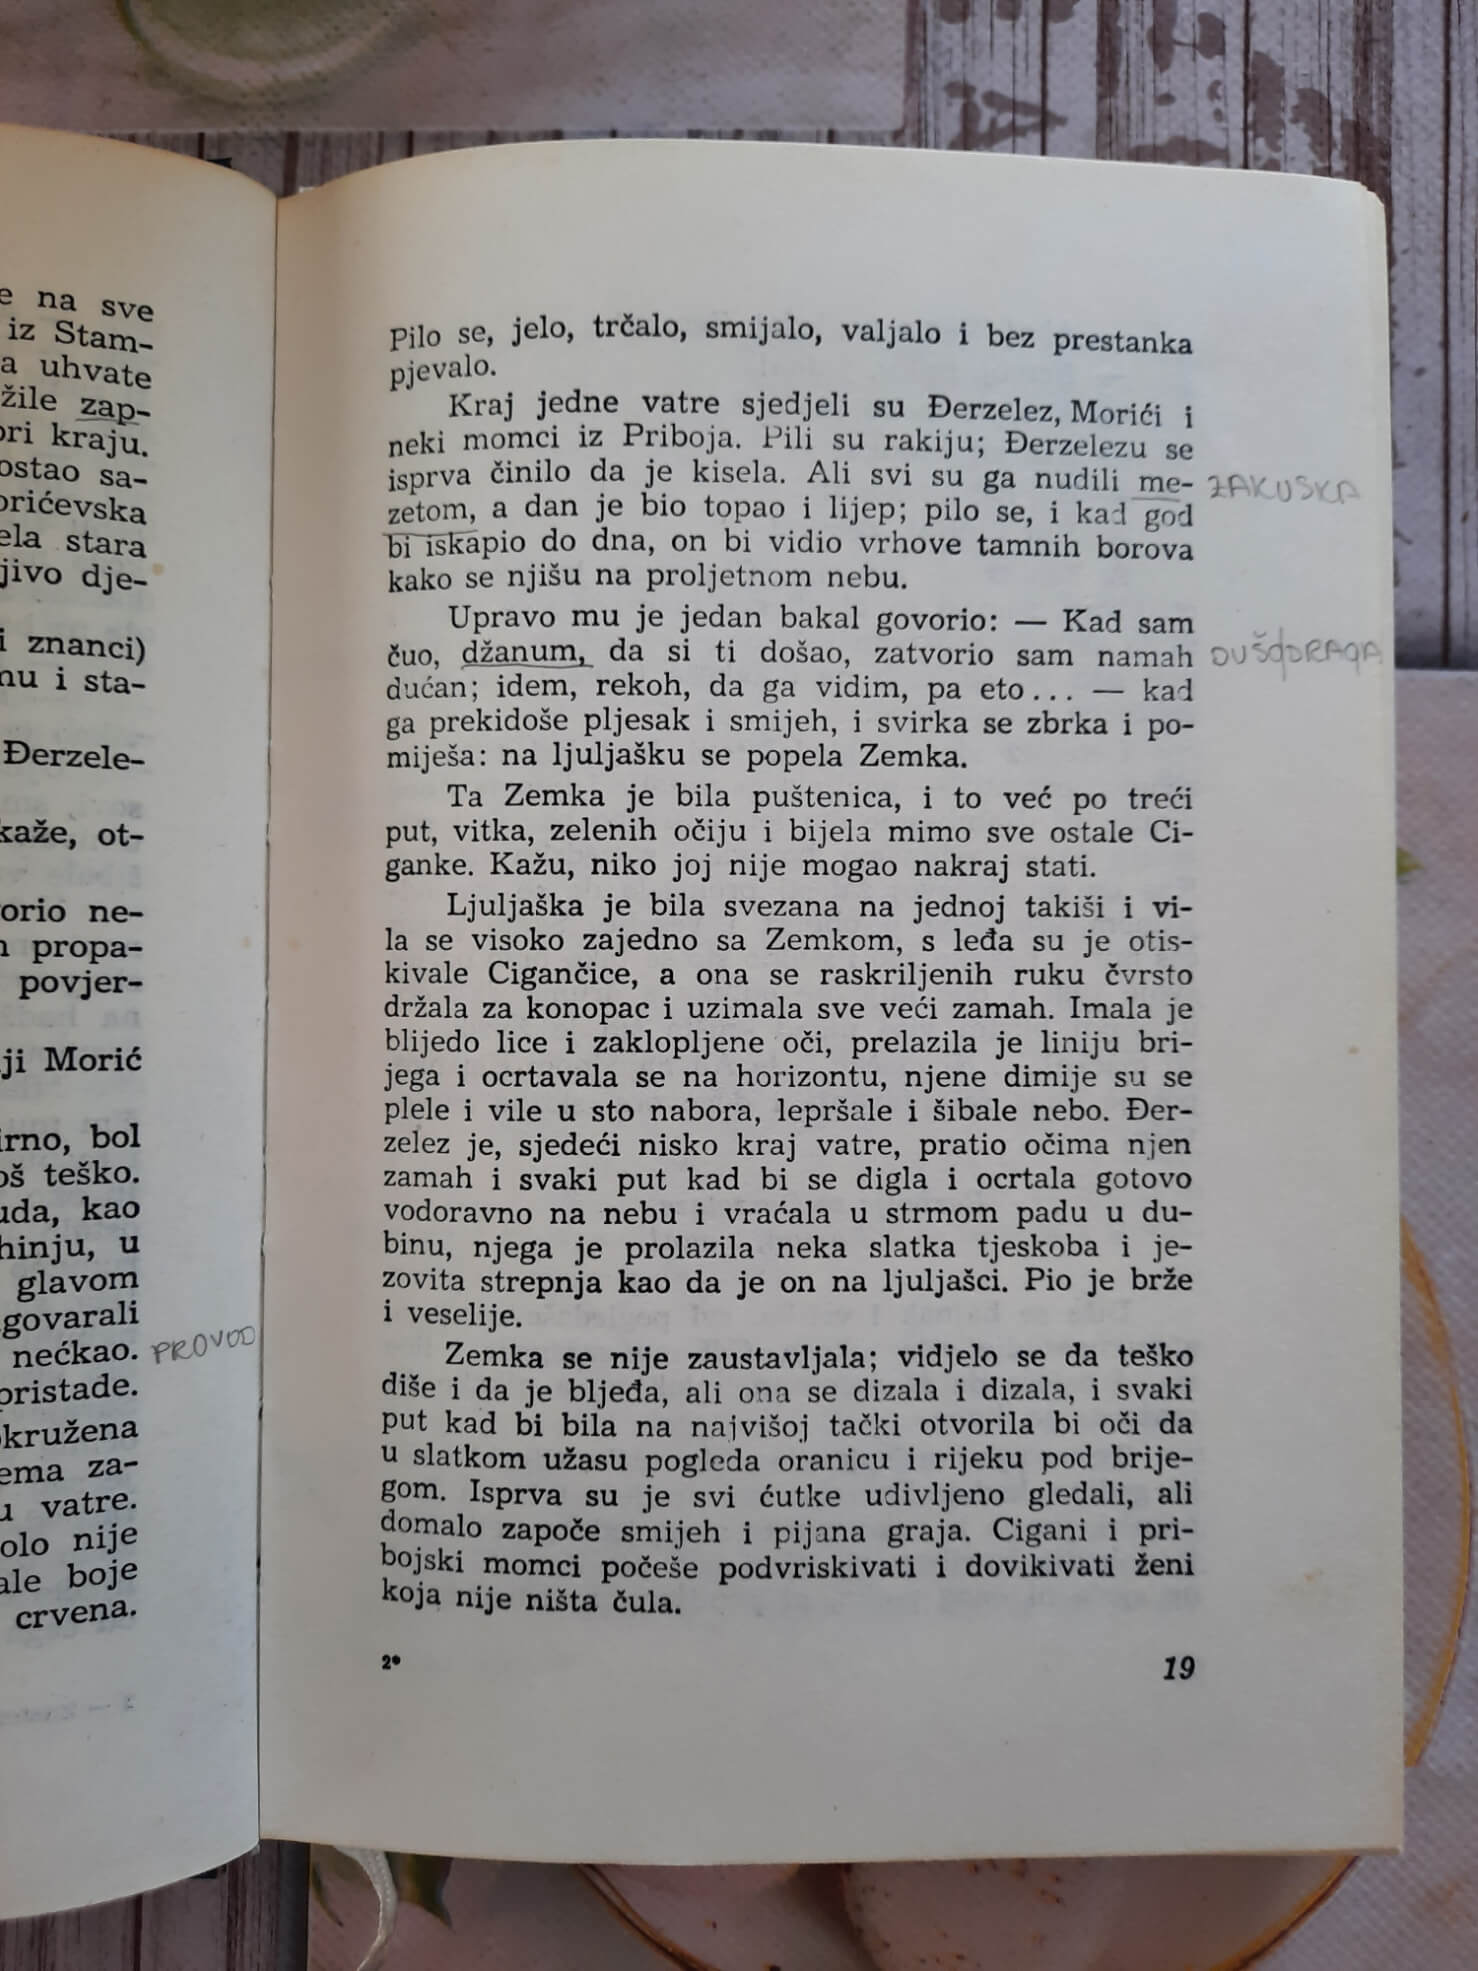 e na sve
iz Stam-
a uhvate
žile zap-
ori kraju.
ostao sa-
orićevska
ela stara
jivo dje-
i znanci)
mu i sta-
Đerzele-
kaže, ot-
orio ne-
n propa-
povjer-
ji Morić
irno, bol
oš teško.
uda, kao
hinju, u
glavom
govarali
nećkao. PROVOD
pristade.
okružena
ema za-
u vatre.
olo nije
ale boje
crvena.
Pilo se, jelo, trčalo, smijalo, valjalo i bez prestanka
pjevalo.
Kraj jedne vatre sjedjeli su Đerzelez, Morići i
neki momci iz Priboja. Pili su rakiju; Đerzelezu se
isprva činilo da je kisela. Ali svi su ga nudili me- ZAKUSKA
zetom, a dan je bio topao i lijep; pilo se, i kad god
bi iskapio do dna, on bi vidio vrhove tamnih borova
kako se njišu na proljetnom nebu.
Upravo mu je jedan bakal govorio: — Kad sam
čuo, džanum, da si ti došao, zatvorio sam namah
dućan; idem, rekoh, da ga vidim, pa eto... — kad
ga prekidoše pljesak i smijeh, i svirka se zbrka i po-
miješa: na ljuljašku se popela Zemka.
Ta Zemka je bila puštenica, i to već po treći
put, vitka, zelenih očiju i bijela mimo sve ostale Ci-
ganke. Kažu, niko joj nije mogao nakraj stati.
Ljuljaška je bila svezana na jednoj takiši i vi-
la se visoko zajedno sa Zemkom, s leđa su je otis-
kivale Cigančice, a ona se raskriljenih ruku čvrsto
držala za konopac i uzimala sve veći zamah. Imala je
blijedo lice i zaklopljene oči, prelazila je liniju bri-
jega i ocrtavala se na horizontu, njene dimije su se
plele i vile u sto nabora, lepršale i šibale nebo. Đer-
zelez je, sjedeći nisko kraj vatre, pratio očima njen
zamah i svaki put kad bi se digla i ocrtala gotovo
vodoravno na nebu i vraćala u strmom padu u du-
binu, njega je prolazila neka slatka tjeskoba i je-
zovita strepnja kao da je on na ljuljašci. Pio je brže
i veselije.
Zemka se nije zaustavljala; vidjelo se da teško
diše i da je bljeđa, ali ona se dizala i dizala, i svaki
put kad bi bila na najvišoj tački otvorila bi oči da
u slatkom užasu pogleda oranicu i rijeku pod brije-
gom. Isprva su je svi ćutke udivljeno gledali, ali
domalo započe smijeh i pijana graja. Cigani i pri-
bojski momci počeše podvriskivati i dovikivati ženi
koja nije ništa čula.
2*
19